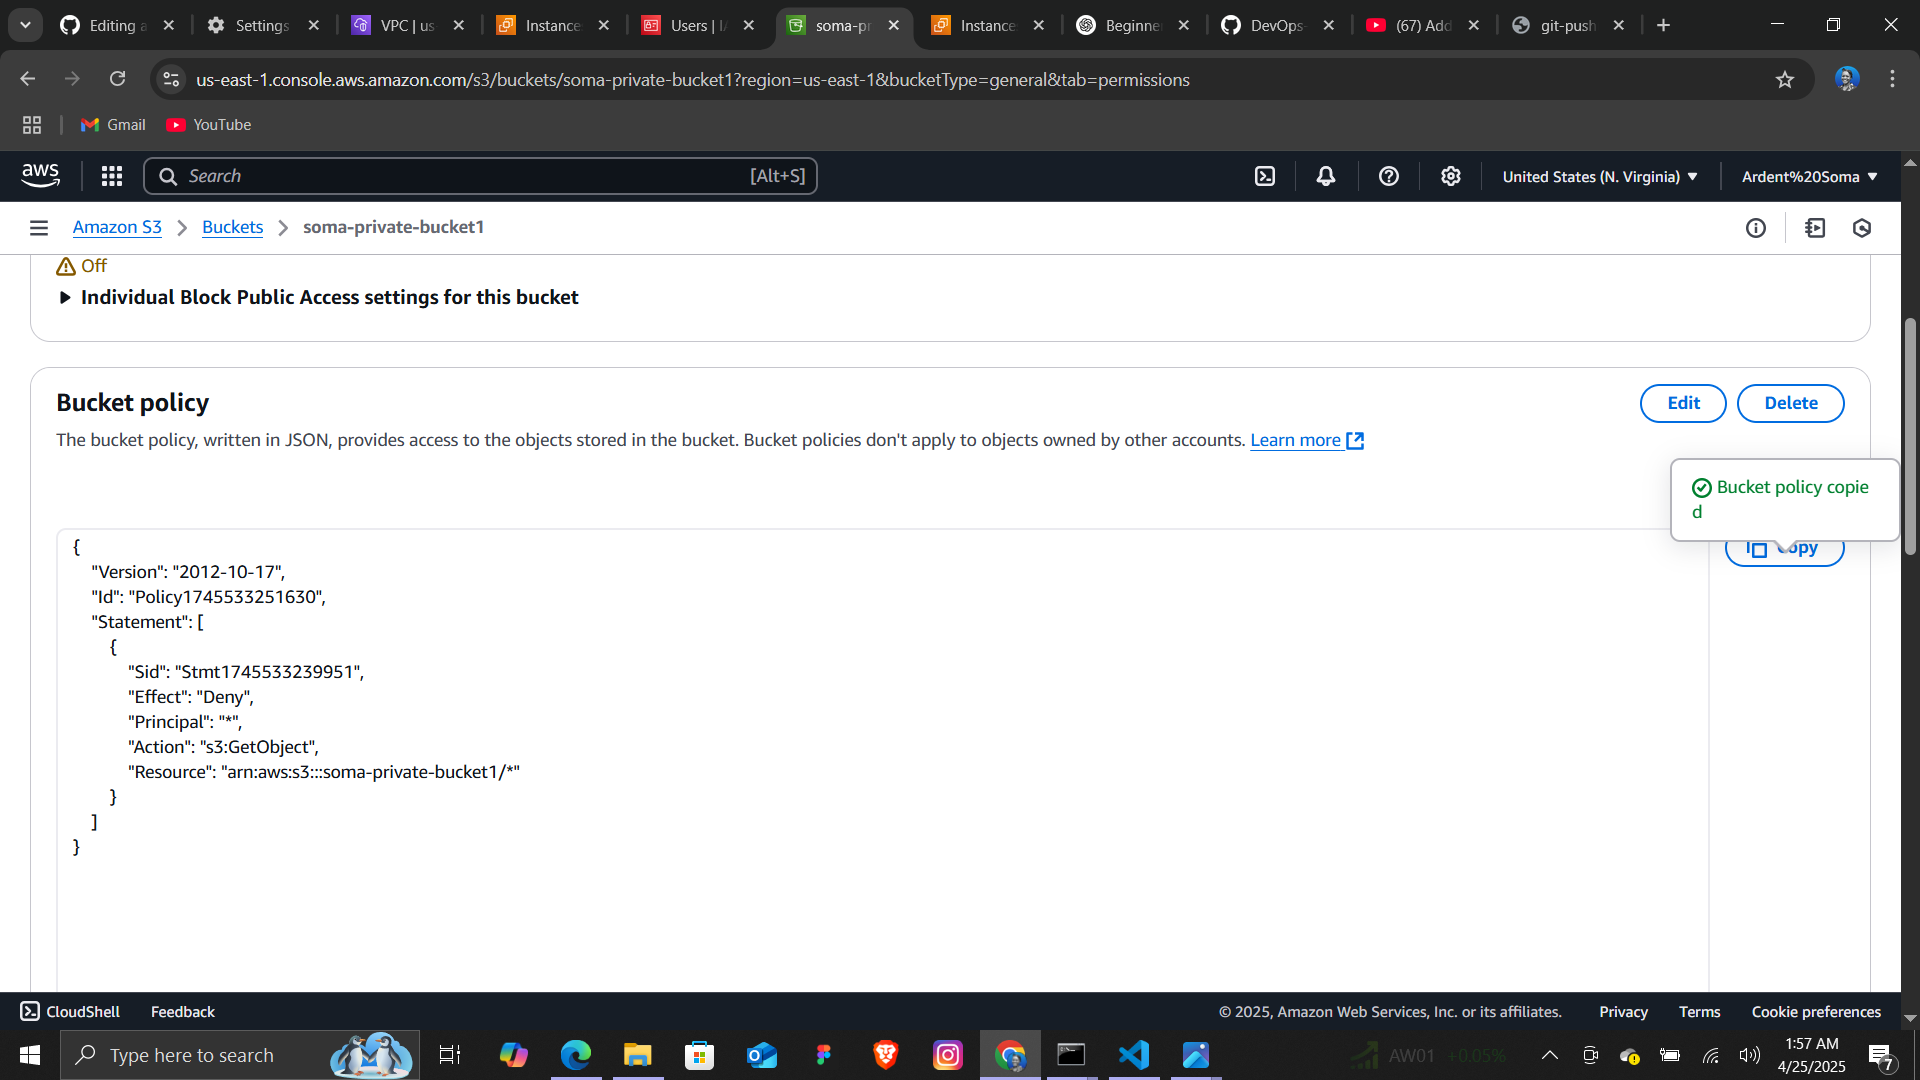 Editing a
Settings
VPC | us
Instance
Users | I
soma-pr
Instance
Beginne
DevOps-
(67) Add
git-push
us-east-1.console.aws.amazon.com/s3/buckets/soma-private-bucket1?region=us-east-1&bucketType=general&tab=permissions
Gmail
YouTube
aws
Search
[Alt+S]
United States (N. Virginia)
Ardent%20Soma
Amazon S3
Buckets
soma-private-bucket1
Off
Individual Block Public Access settings for this bucket
Bucket policy
Edit
Delete
The bucket policy, written in JSON, provides access to the objects stored in the bucket. Bucket policies don't apply to objects owned by other accounts. Learn more
Bucket policy copie
d
Copy
{
"Version": "2012-10-17",
"Id": "Policy1745533251630",
"Statement": [
{
"Sid": "Stmt1745533239951",
"Effect": "Deny",
"Principal": "*",
"Action": "s3:GetObject",
"Resource": "arn:aws:s3:::soma-private-bucket1/*"
}
]
}
CloudShell
Feedback
© 2025, Amazon Web Services, Inc. or its affiliates.
Privacy
Terms
Cookie preferences
Type here to search
AW01 +0.05%
1:57 AM
4/25/2025
7